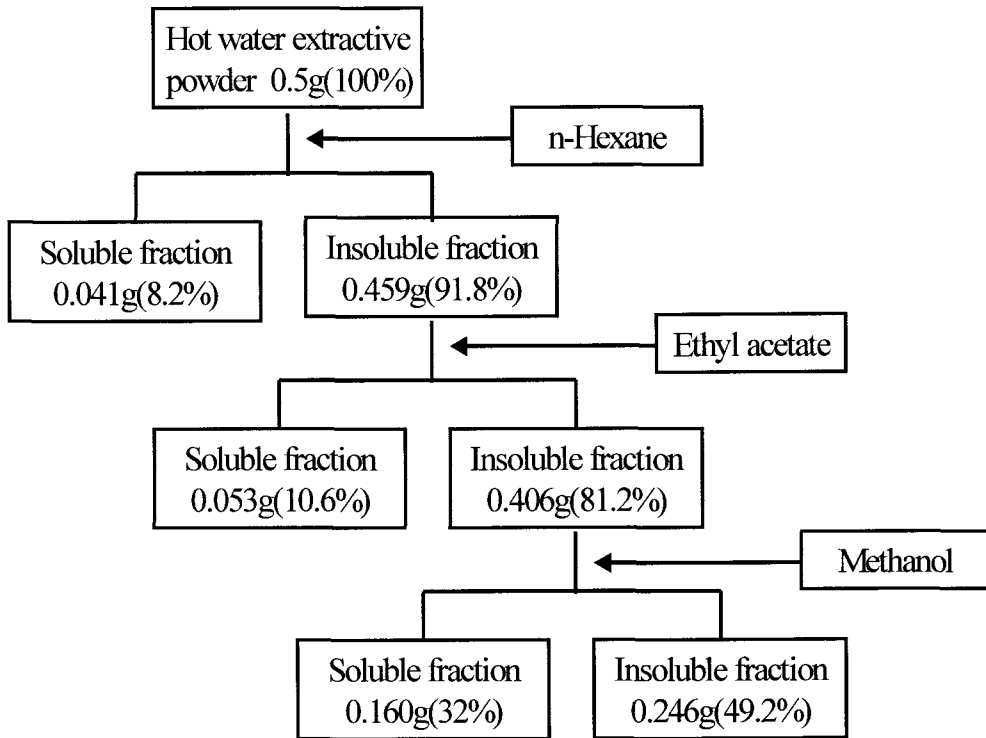 Hot water extractive
powder 0.5g(100%)
n-Hexane
Soluble fraction
0.041g(8.2%)
Insoluble fraction
0.459g(91.8%)
Ethyl acetate
Soluble fraction
0.053g(10.6%)
Insoluble fraction
0.406g(81.2%)
Methanol
Soluble fraction
0.160g(32%)
Insoluble fraction
0.246g(49.2%)